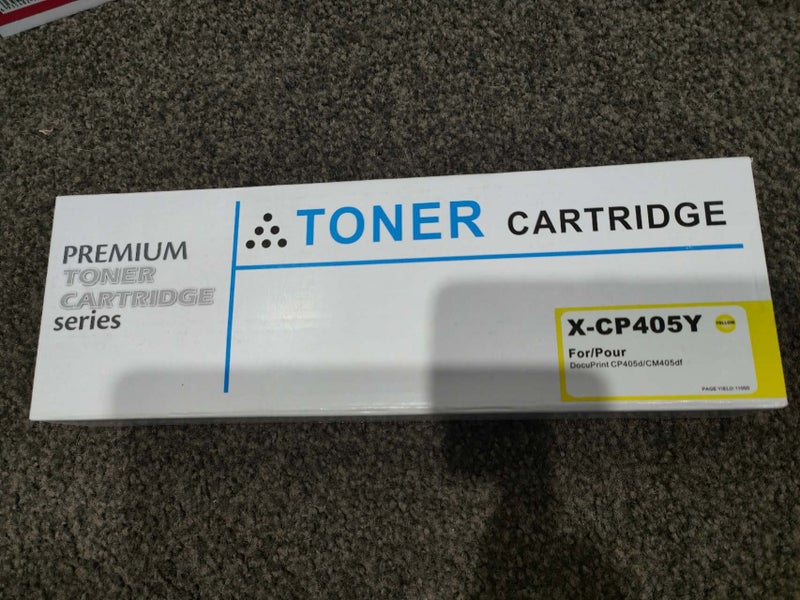 PREMIUM
TONER
CARTRIDGE
series
TONER CARTRIDGE
X-CP405Y
YELLOW
For/Pour
DocuPrint CP405d/CM405df
PAGE YIELD: 11000